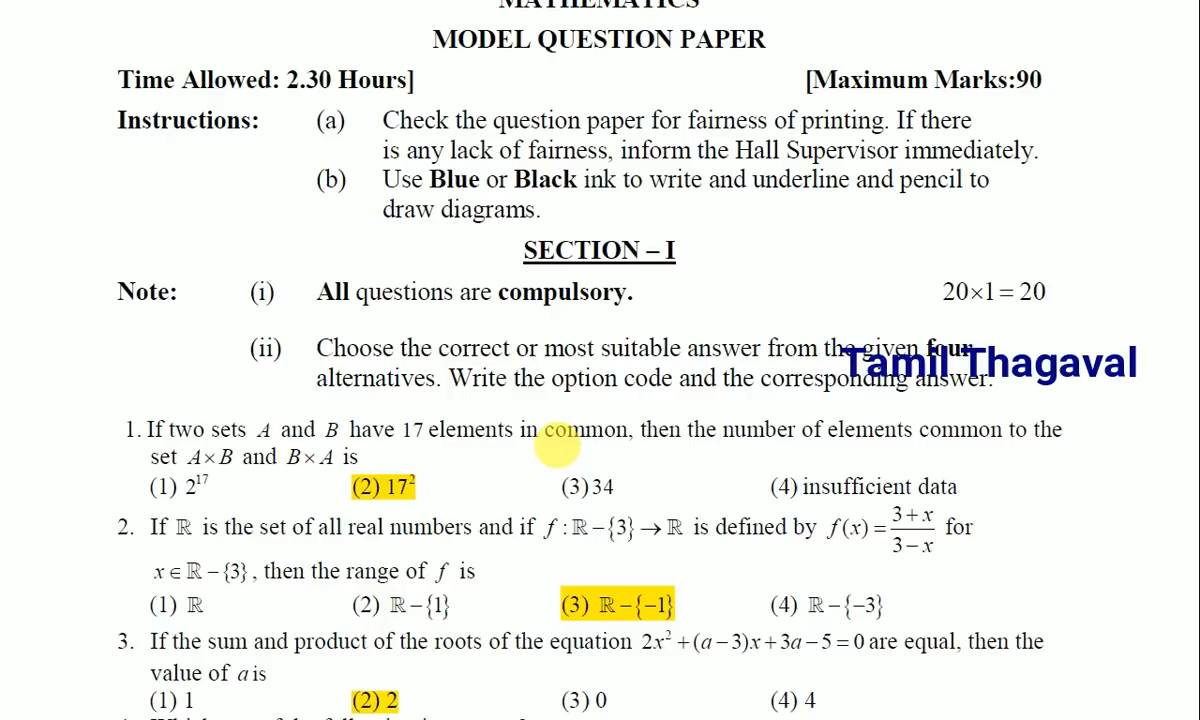 MATHEMATICS
MODEL QUESTION PAPER
Time Allowed: 2.30 Hours] [Maximum Marks:90
Instructions: (a) Check the question paper for fairness of printing. If there
is any lack of fairness, inform the Hall Supervisor immediately.
(b) Use Blue or Black ink to write and underline and pencil to
draw diagrams.
SECTION – I
Note: (i) All questions are compulsory. 20×1 = 20
(ii) Choose the correct or most suitable answer from the given four
Tamil Thagaval
alternatives. Write the option code and the corresponding answer.
1. If two sets A and B have 17 elements in common, then the number of elements common to the
set A×B and B×A is
(1) 2^17 (2) 17^2 (3) 34 (4) insufficient data
2. If ℝ is the set of all real numbers and if f : ℝ – {3} → ℝ is defined by f(x) = (3+x)/(3–x) for
x ∈ ℝ – {3}, then the range of f is
(1) ℝ (2) ℝ – {1} (3) ℝ – {–1} (4) ℝ – {–3}
3. If the sum and product of the roots of the equation 2x² + (a – 3)x + 3a – 5 = 0 are equal, then the
value of a is
(1) 1 (2) 2 (3) 0 (4) 4